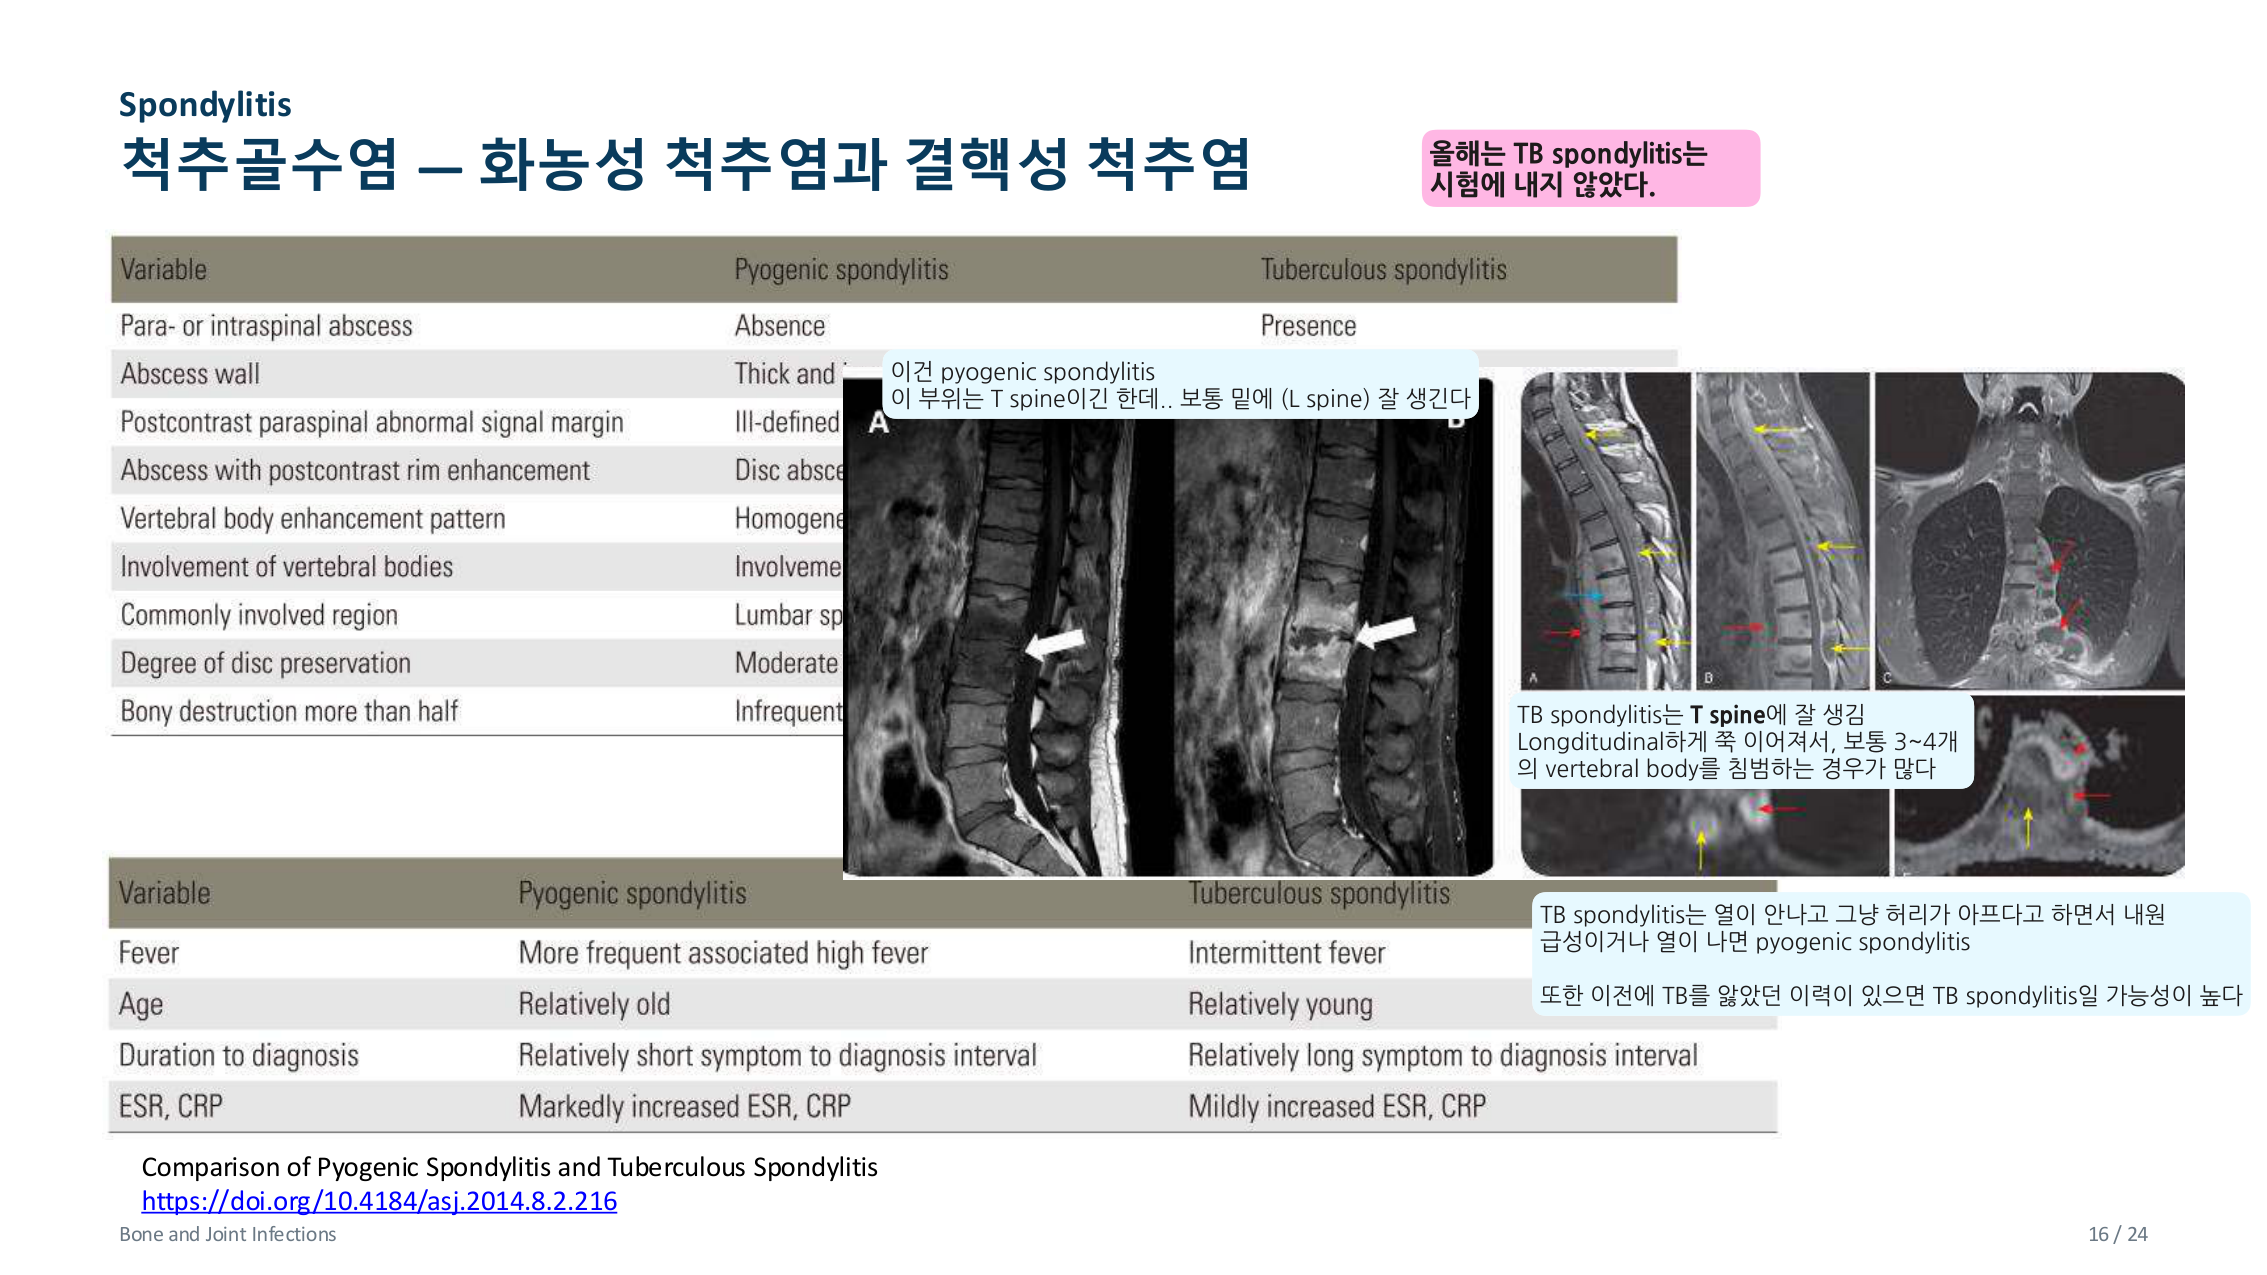 Spondylitis
척추골수염 — 화농성 척추염과 결핵성 척추염
올해는 TB spondylitis는
시험에 내지 않았다.
Variable Pyogenic spondylitis Tuberculous spondylitis
Para- or intraspinal abscess Absence Presence
Abscess wall Thick and
Postcontrast paraspinal abnormal signal margin Ill-defined
Abscess with postcontrast rim enhancement Disc
Vertebral body enhancement pattern
Involvement of vertebral bodies
Commonly involved region Lumbar
Degree of disc preservation Moderate
Bony destruction more than half Infrequent
이건 pyogenic spondylitis
이 부위는 T spine이긴 한데.. 보통 밑에 (L spine) 잘 생긴다
A B
A B C
TB spondylitis는 T spine에 잘 생김
Longditudinal하게 쭉 이어져서, 보통 3~4개
의 vertebral body를 침범하는 경우가 많다
Variable Pyogenic spondylitis Tuberculous spondylitis
Fever More frequent associated high fever Intermittent fever
Age Relatively old Relatively young
Duration to diagnosis Relatively short symptom to diagnosis interval Relatively long symptom to diagnosis interval
ESR, CRP Markedly increased ESR, CRP Mildly increased ESR, CRP
TB spondylitis는 열이 안나고 그냥 허리가 아프다고 하면서 내원
급성이거나 열이 나면 pyogenic spondylitis
또한 이전에 TB를 앓았던 이력이 있으면 TB spondylitis일 가능성이 높다
Comparison of Pyogenic Spondylitis and Tuberculous Spondylitis
https://doi.org/10.4184/asj.2014.8.2.216
Bone and Joint Infections
16 / 24